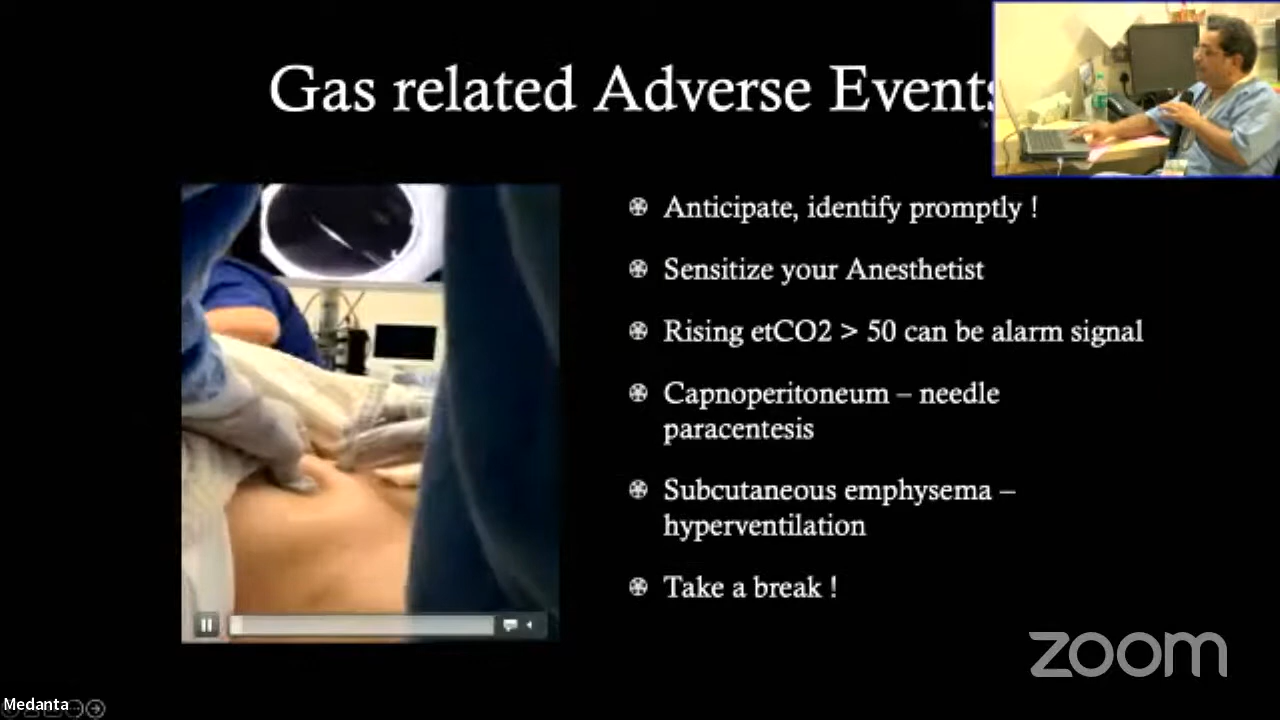 Gas related Adverse Events
Anticipate, identify promptly !
Sensitize your Anesthetist
Rising etCO2 > 50 can be alarm signal
Capnoperitoneum – needle
paracentesis
Subcutaneous emphysema –
hyperventilation
Take a break !
zoom
Medanta